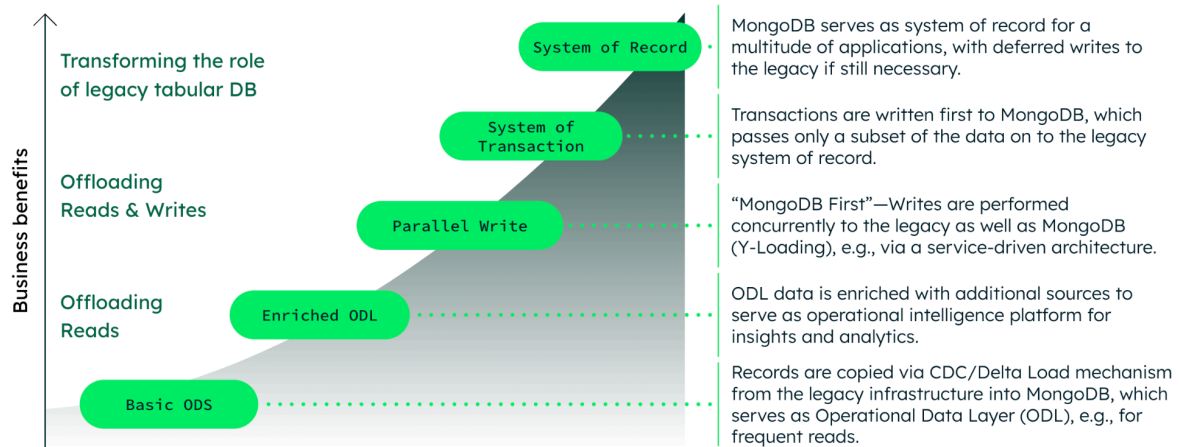 Business benefits
Transforming the role
of legacy tabular DB
Offloading
Reads & Writes
Offloading
Reads
System of Record
MongoDB serves as system of record for a
multitude of applications, with deferred writes to
the legacy if still necessary.
System of
Transaction
Transactions are written first to MongoDB, which
passes only a subset of the data on to the legacy
system of record.
Parallel Write
“MongoDB First”—Writes are performed
concurrently to the legacy as well as MongoDB
(Y-Loading), e.g., via a service-driven architecture.
Enriched ODL
ODL data is enriched with additional sources to
serve as operational intelligence platform for
insights and analytics.
Basic ODS
Records are copied via CDC/Delta Load mechanism
from the legacy infrastructure into MongoDB, which
serves as Operational Data Layer (ODL), e.g., for
frequent reads.